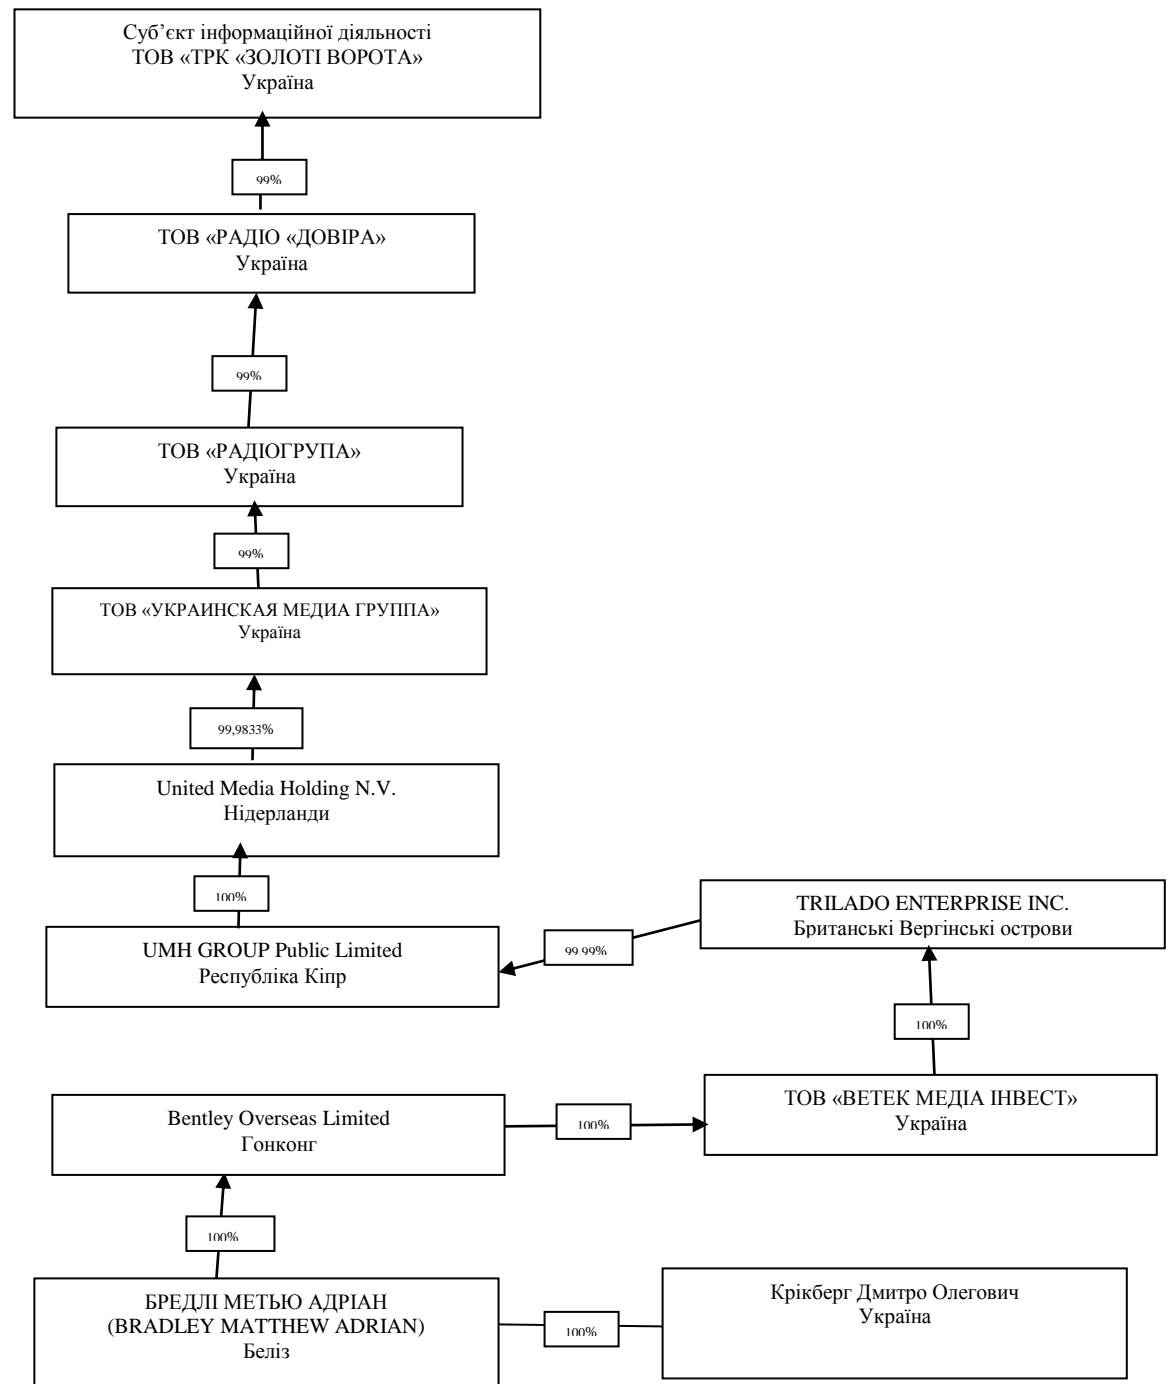 Суб’єкт інформаційної діяльності
ТОВ «ТРК «ЗОЛОТІ ВОРОТА»
Україна
99%
ТОВ «РАДІО «ДОВІРА»
Україна
99%
ТОВ «РАДІОГРУПА»
Україна
99%
ТОВ «УКРАИНСКАЯ МЕДИА ГРУППА»
Україна
99,9833%
United Media Holding N.V.
Нідерланди
100%
TRILADO ENTERPRISE INC.
Британські Вергінські острови
99.99%
UMH GROUP Public Limited
Республіка Кіпр
100%
ТОВ «ВЕТЕК МЕДІА ІНВЕСТ»
Україна
Bentley Overseas Limited
Гонконг
100%
100%
БРЕДЛІ МЕТЬЮ АДРІАН
(BRADLEY MATTHEW ADRIAN)
Беліз
100%
Крікберг Дмитро Олегович
Україна